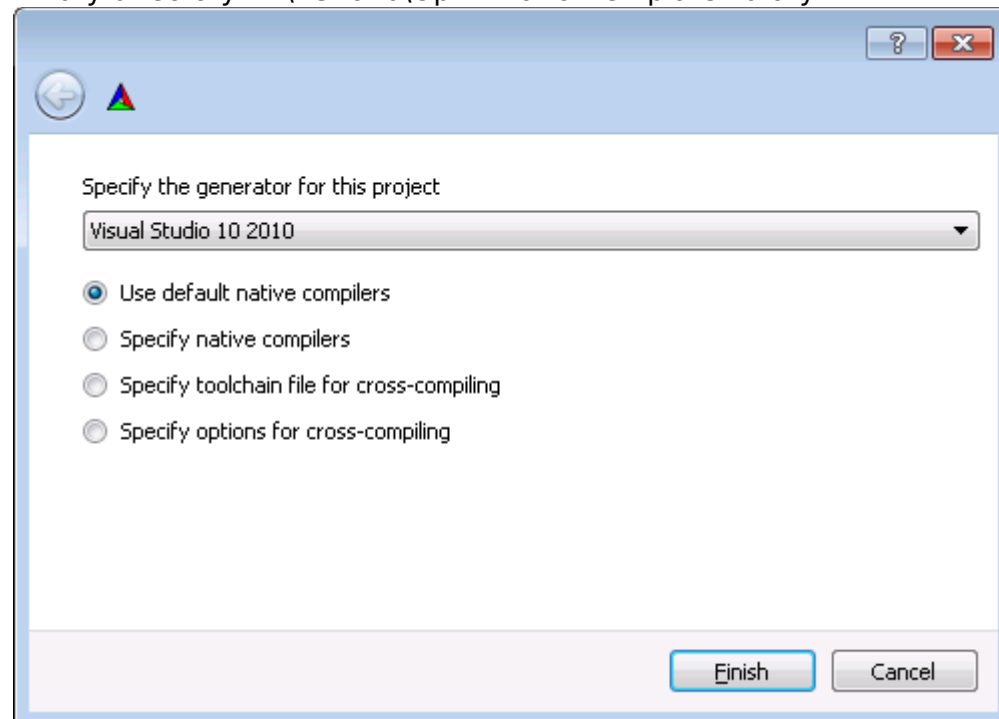 Specify the generator for this project
Visual Studio 10 2010
Use default native compilers
Specify native compilers
Specify toolchain file for cross-compiling
Specify options for cross-compiling
Finish Cancel